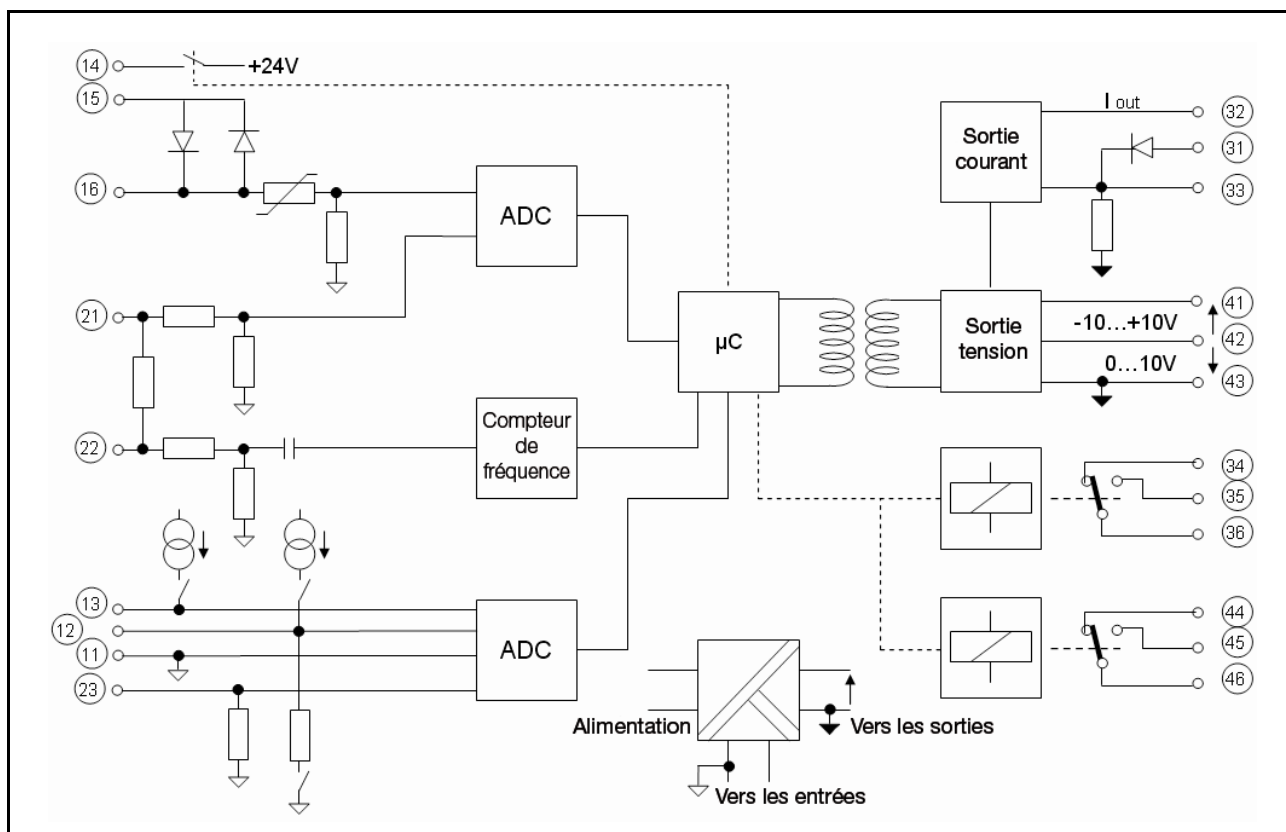 14
+24V
15
16
ADC
21
22
Compteur
de
fréquence
13
12
11
23
ADC
µC
Sortie
courant
I out
32
31
33
Sortie
tension
-10...+10V
0...10V
41
42
43
34
35
36
44
45
46
Alimentation
Vers les sorties
Vers les entrées